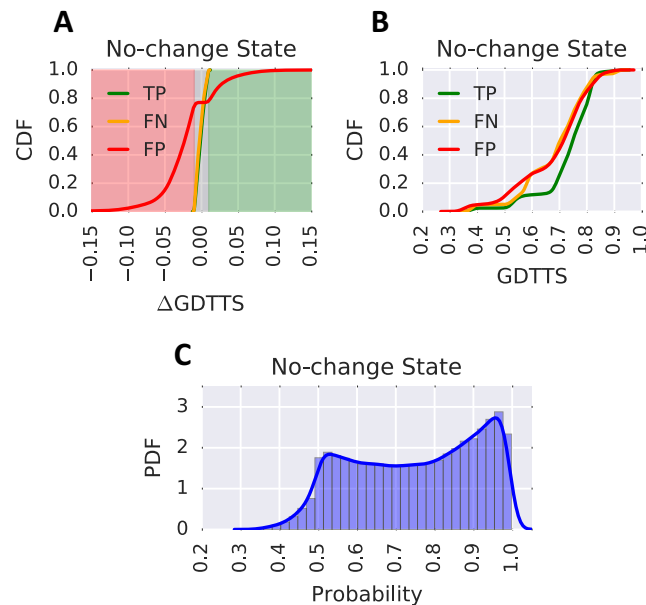 A
No-change State
1.0
0.8
0.6
0.4
0.2
0.0
CDF
TP
FN
FP
−0.15
−0.10
−0.05
0.00
0.05
0.10
0.15
ΔGDTTS
B
No-change State
1.0
0.8
0.6
0.4
0.2
0.0
CDF
TP
FN
FP
0.2
0.3
0.4
0.5
0.6
0.7
0.8
0.9
1.0
GDTTS
C
No-change State
3
2
1
0
PDF
0.2
0.3
0.4
0.5
0.6
0.7
0.8
0.9
1.0
Probability